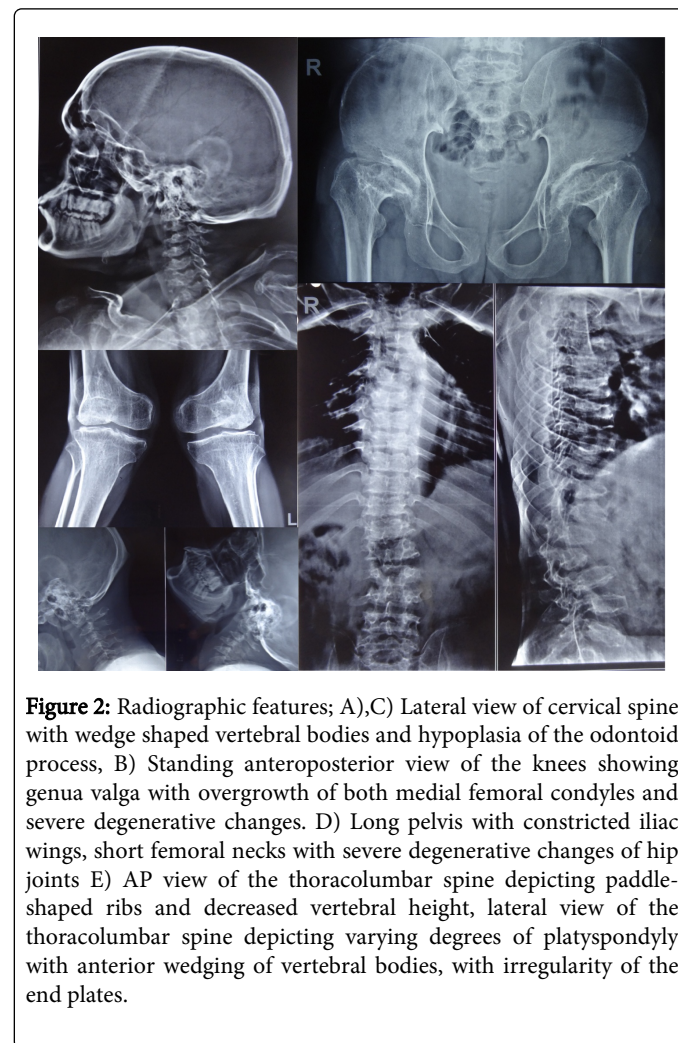 R
R
L
Figure 2: Radiographic features; A),C) Lateral view of cervical spine
with wedge shaped vertebral bodies and hypoplasia of the odontoid
process, B) Standing anteroposterior view of the knees showing
genua valga with overgrowth of both medial femoral condyles and
severe degenerative changes. D) Long pelvis with constricted iliac
wings, short femoral necks with severe degenerative changes of hip
joints E) AP view of the thoracolumbar spine depicting paddle-
shaped ribs and decreased vertebral height, lateral view of the
thoracolumbar spine depicting varying degrees of platyspondyly
with anterior wedging of vertebral bodies, with irregularity of the
end plates.